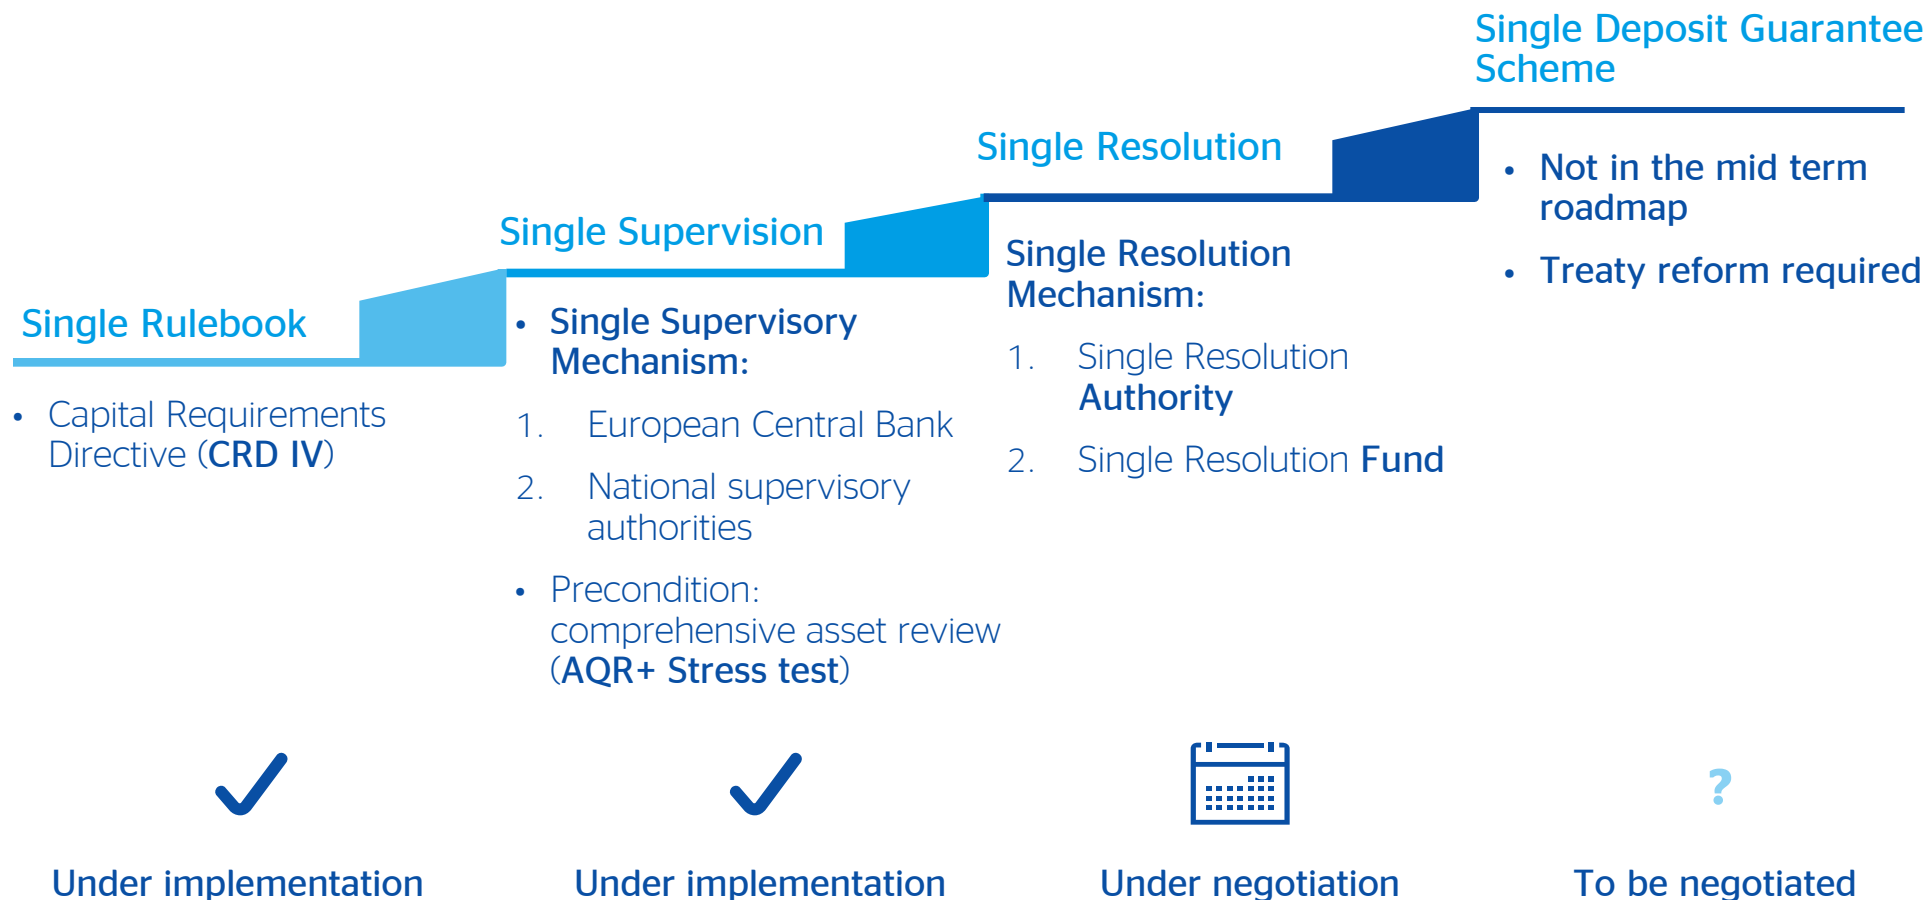 Single Rulebook
• Capital Requirements
Directive (CRD IV)
Under implementation
Single Supervision
• Single Supervisory
Mechanism:
1. European Central Bank
2. National supervisory
authorities
• Precondition:
comprehensive asset review
(AQR+ Stress test)
Under implementation
Single Resolution
Single Resolution
Mechanism:
1. Single Resolution
Authority
2. Single Resolution Fund
Under negotiation
Single Deposit Guarantee
Scheme
• Not in the mid term
roadmap
• Treaty reform required
?
To be negotiated